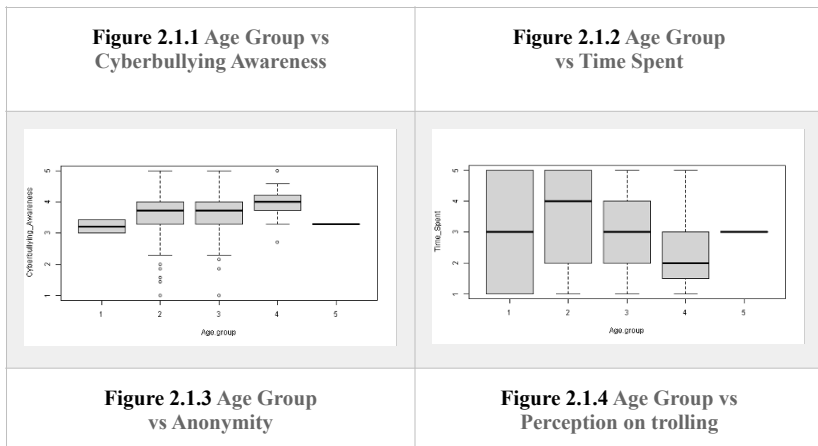 Figure 2.1.1 Age Group vs
Cyberbullying Awareness
Figure 2.1.2 Age Group
vs Time Spent
Cyberbullying_Awareness
5
4
3
2
1
1 2 3 4 5
Age.group
Time_Spent
5
4
3
2
1
1 2 3 4 5
Age.group
Figure 2.1.3 Age Group
vs Anonymity
Figure 2.1.4 Age Group vs
Perception on trolling